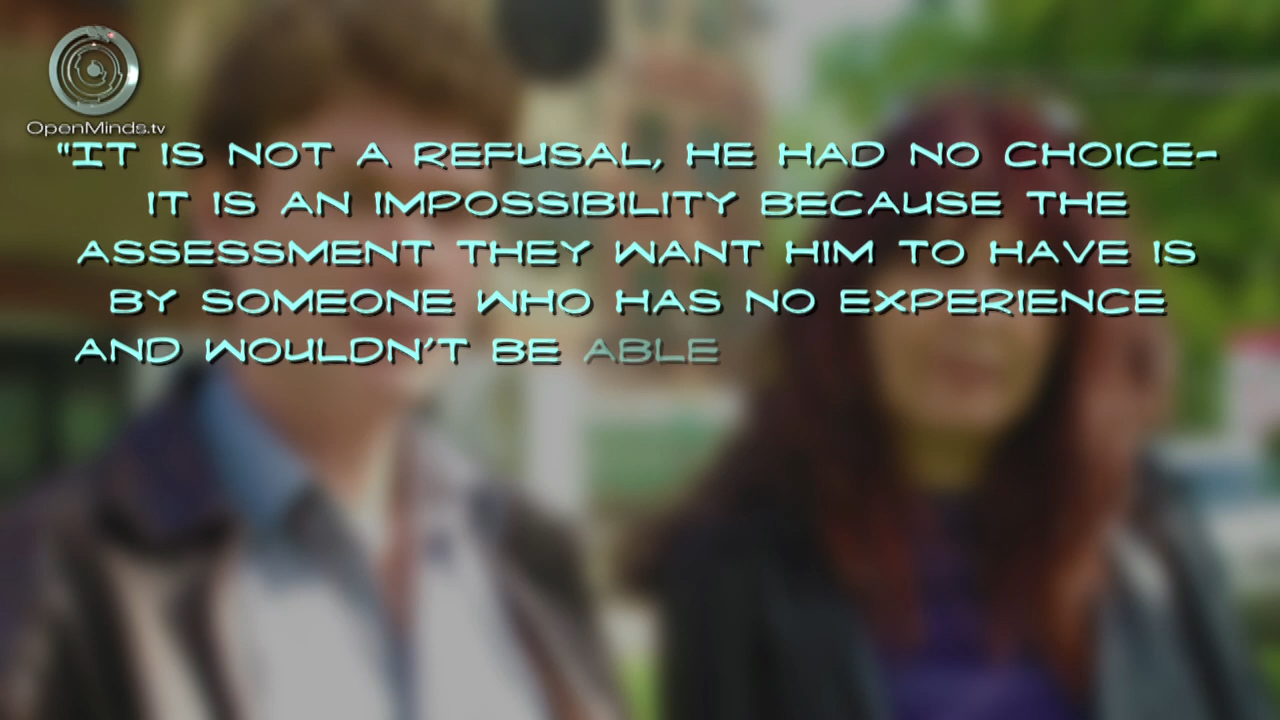 OpenMinds.tv
"IT IS NOT A REFUSAL, HE HAD NO CHOICE-
IT IS AN IMPOSSIBILITY BECAUSE THE
ASSESSMENT THEY WANT HIM TO HAVE IS
BY SOMEONE WHO HAS NO EXPERIENCE
AND WOULDN'T BE ABLE